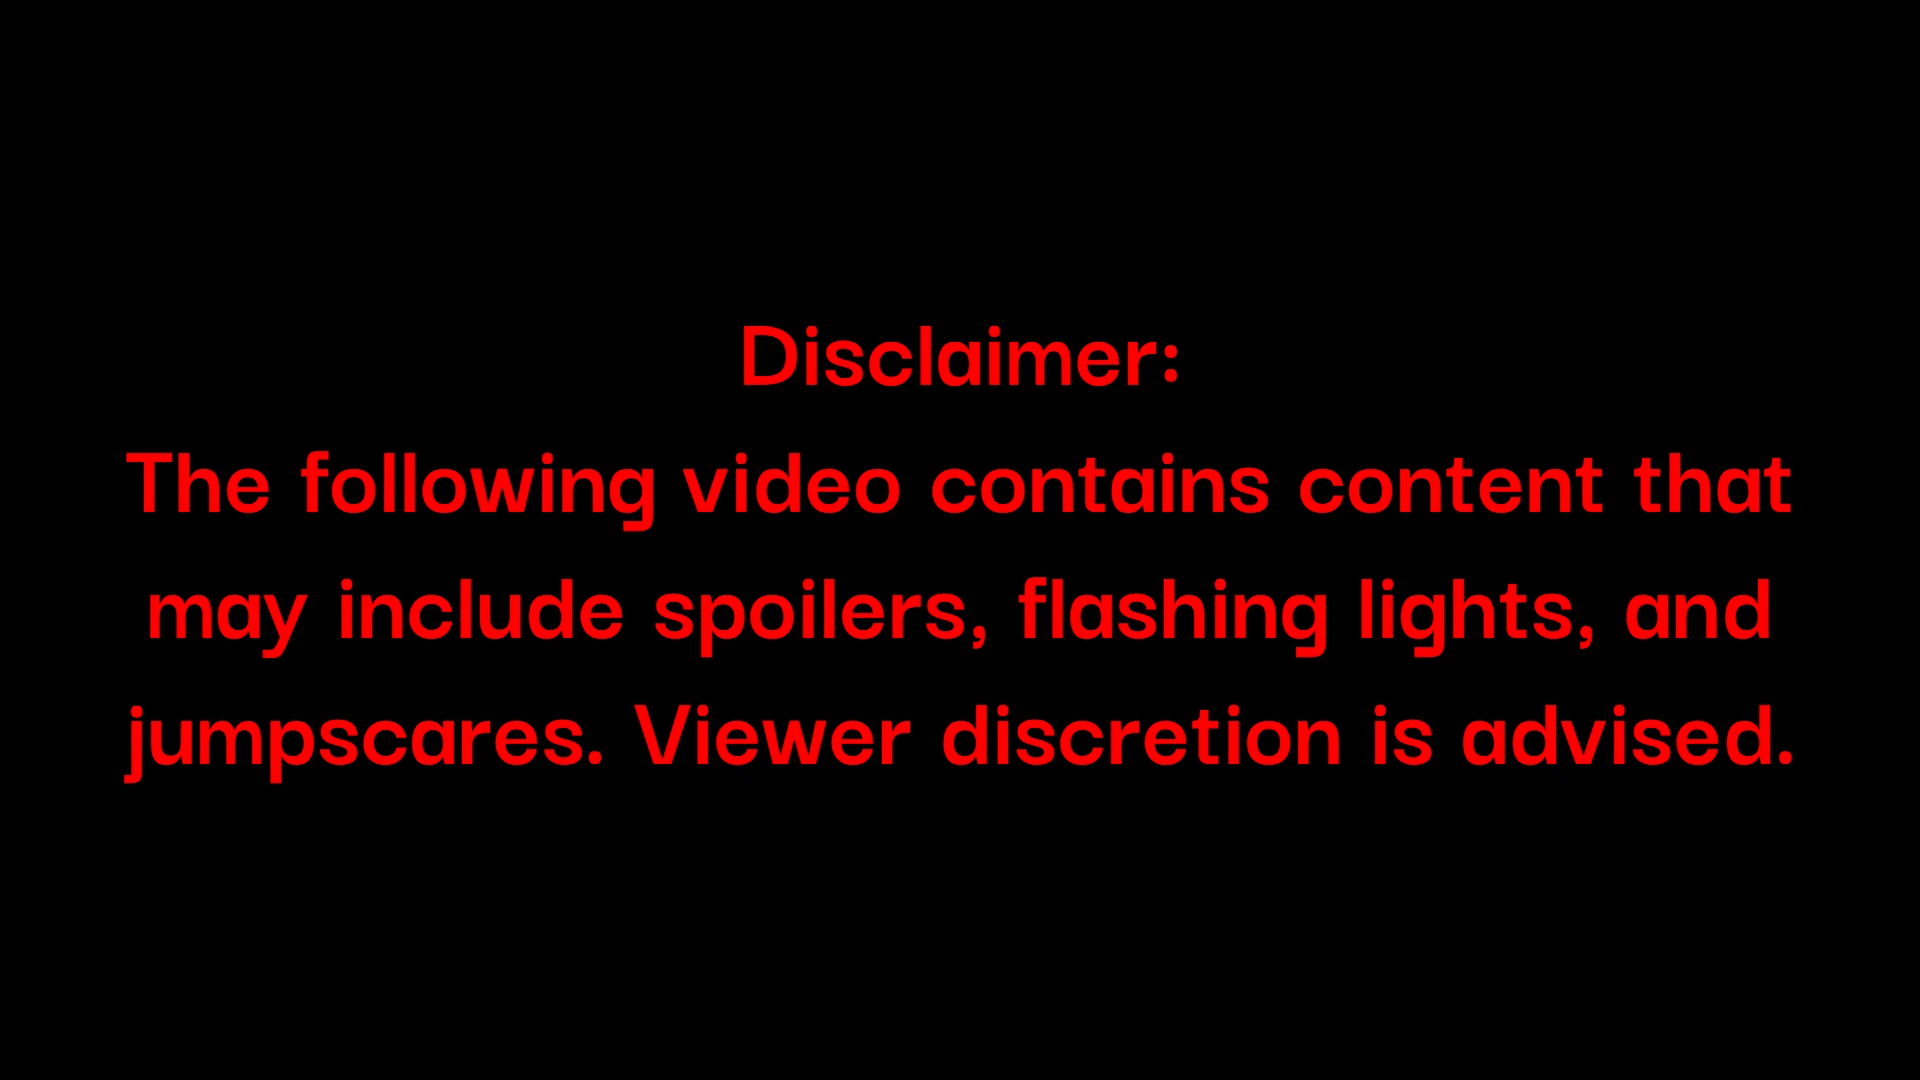 Disclaimer:
The following video contains content that
may include spoilers, flashing lights, and
jumpscares. Viewer discretion is advised.